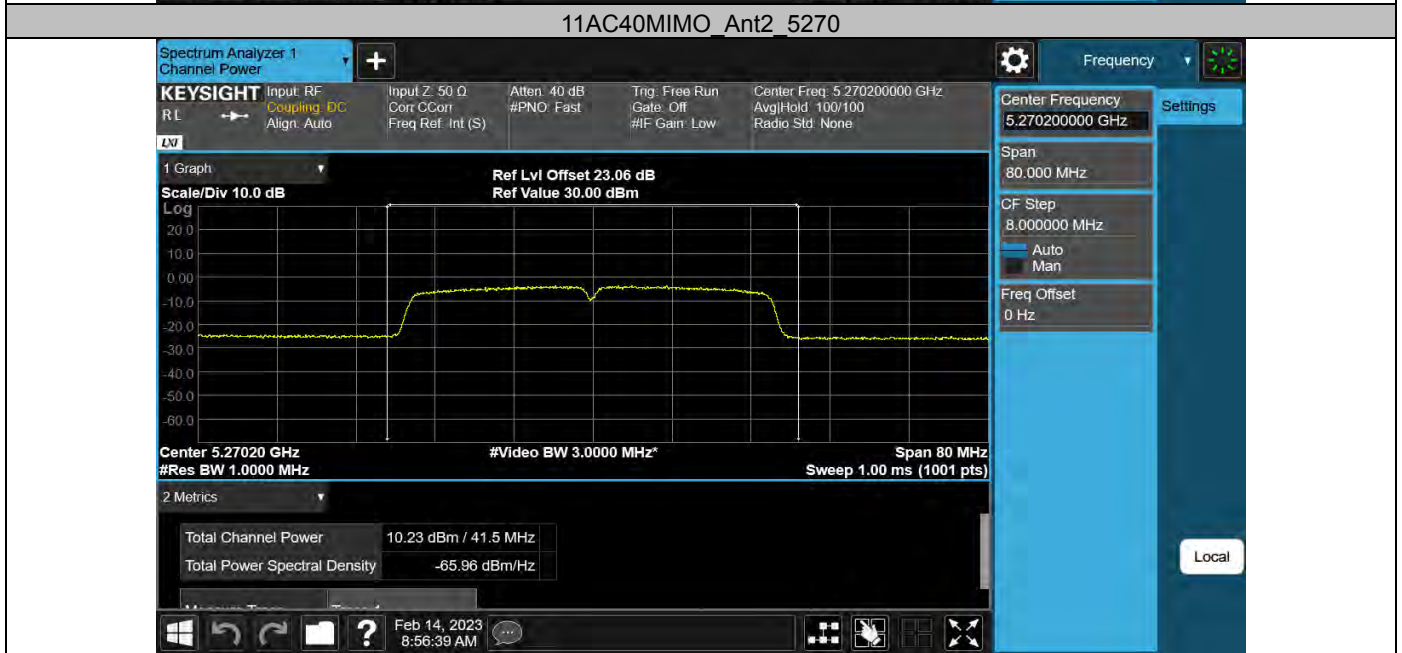 11AC40MIMO_Ant2_5270
Spectrum Analyzer 1
Channel Power
Frequency
KEYSIGHT Input: RF
RL
Coupling: DC
Align: Auto
LXI
Input Z: 50 Ω
Corr CCorr
Freq Ref: Int (S)
Atten: 40 dB
#PNO: Fast
Trig: Free Run
Gate: Off
#IF Gain: Low
Center Freq: 5.270200000 GHz
Avg|Hold: 100/100
Radio Std: None
Center Frequency
5.270200000 GHz
Settings
Span
80.000 MHz
CF Step
8.000000 MHz
Auto
Man
Freq Offset
0 Hz
1 Graph
Scale/Div 10.0 dB
Ref Lvl Offset 23.06 dB
Ref Value 30.00 dBm
Log
20.0
10.0
0.00
-10.0
-20.0
-30.0
-40.0
-50.0
-60.0
Center 5.27020 GHz
#Video BW 3.0000 MHz*
Span 80 MHz
#Res BW 1.0000 MHz
Sweep 1.00 ms (1001 pts)
2 Metrics
Total Channel Power 10.23 dBm / 41.5 MHz
Total Power Spectral Density -65.96 dBm/Hz
Local
?
Feb 14, 2023
8:56:39 AM